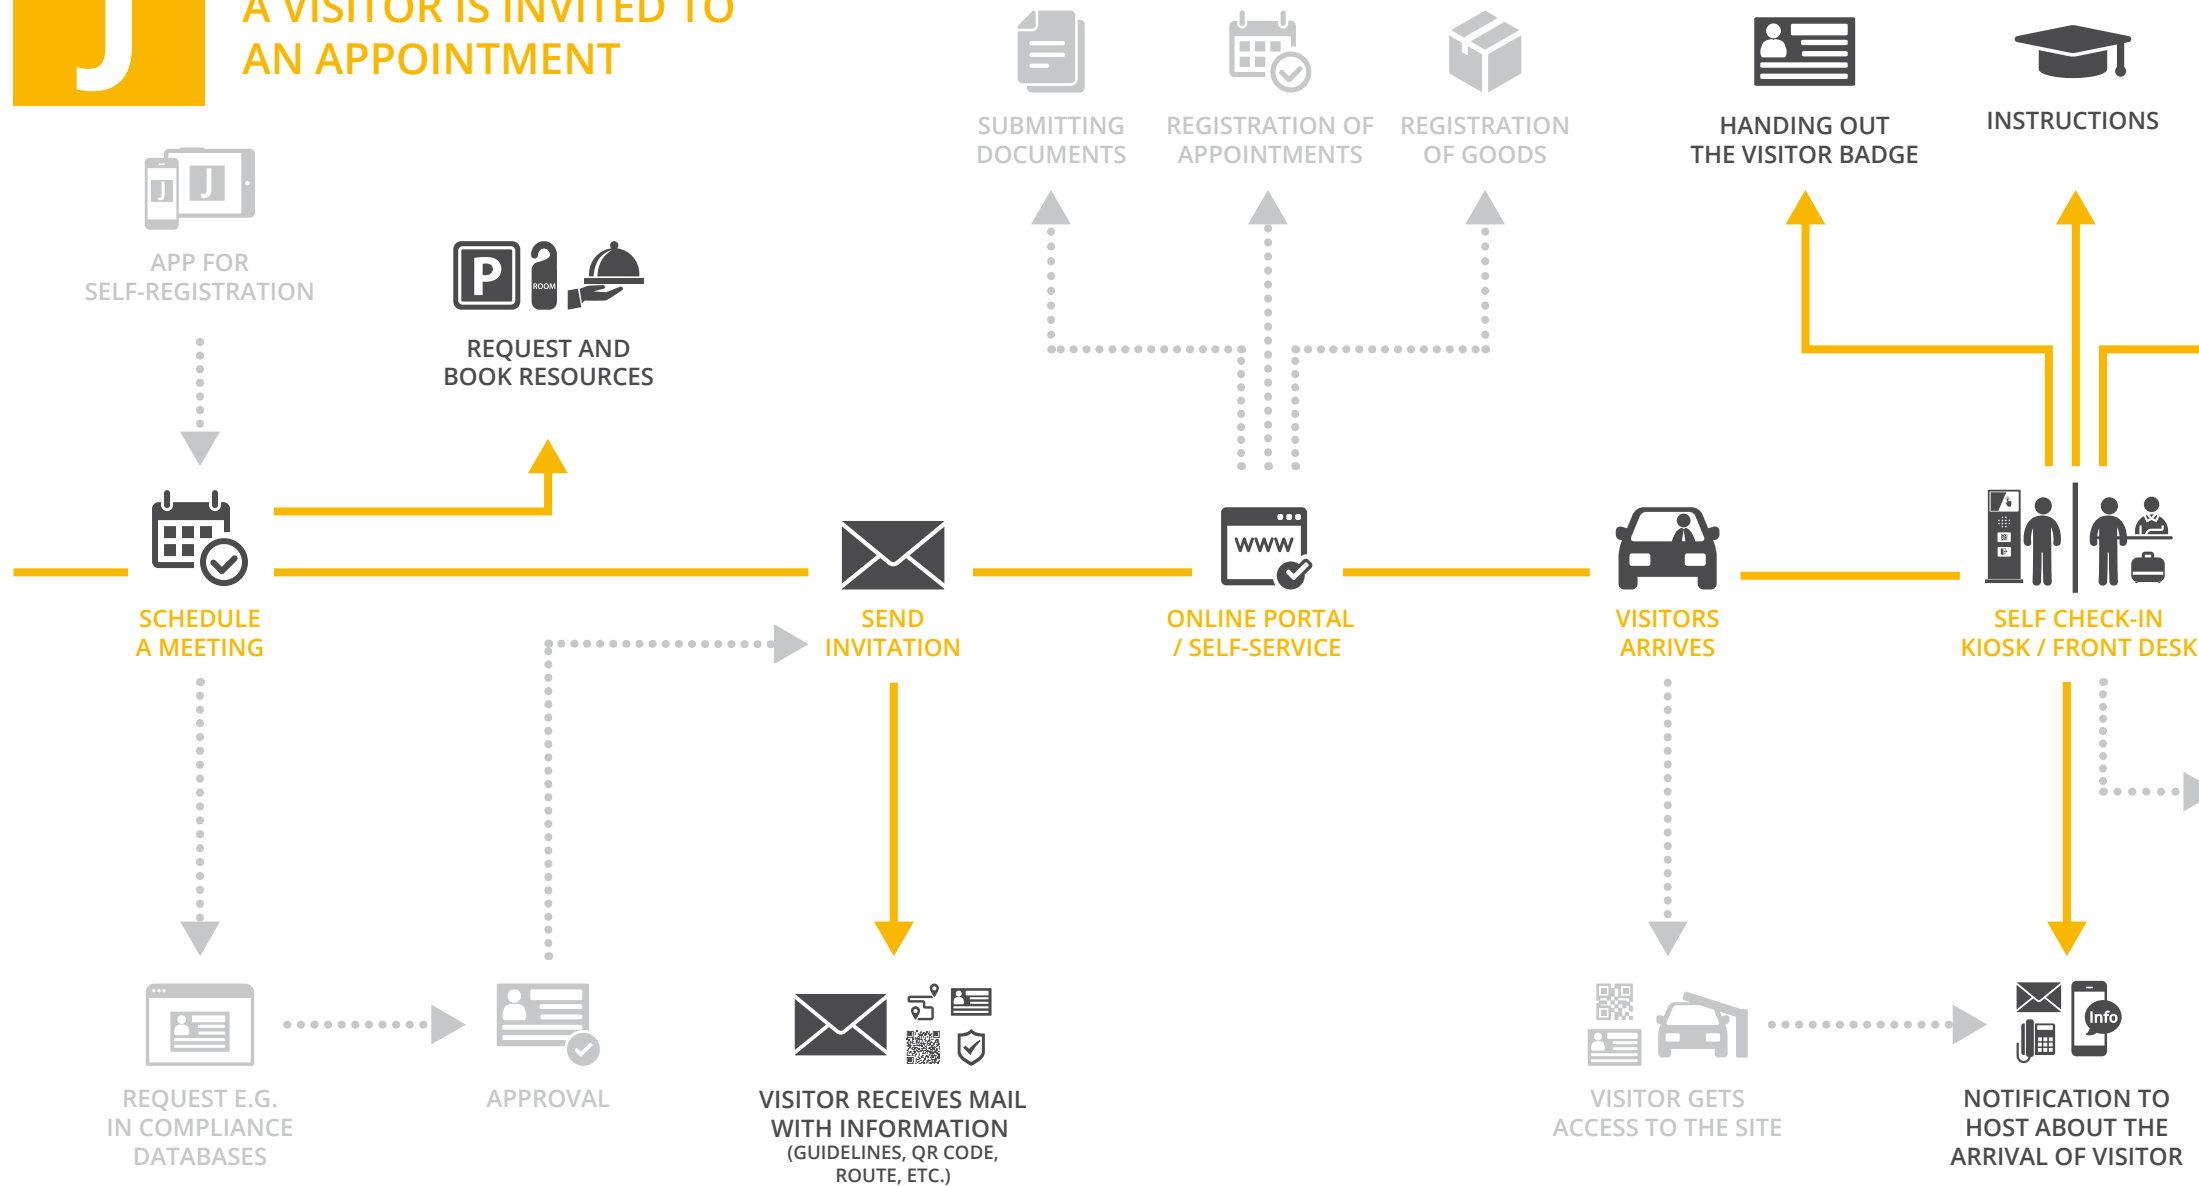 J
A VISITOR IS INVITED TO
AN APPOINTMENT
SUBMITTING
DOCUMENTS
REGISTRATION OF
APPOINTMENTS
REGISTRATION
OF GOODS
HANDING OUT
THE VISITOR BADGE
INSTRUCTIONS
J
J
APP FOR
SELF-REGISTRATION
P
ROOM
REQUEST AND
BOOK RESOURCES
SCHEDULE
A MEETING
SEND
INVITATION
WWW
ONLINE PORTAL
/ SELF-SERVICE
VISITORS
ARRIVES
SELF CHECK-IN
KIOSK / FRONT DESK
REQUEST E.G.
IN COMPLIANCE
DATABASES
APPROVAL
VISITOR RECEIVES MAIL
WITH INFORMATION
(GUIDELINES, QR CODE,
ROUTE, ETC.)
VISITOR GETS
ACCESS TO THE SITE
Info
NOTIFICATION TO
HOST ABOUT THE
ARRIVAL OF VISITOR